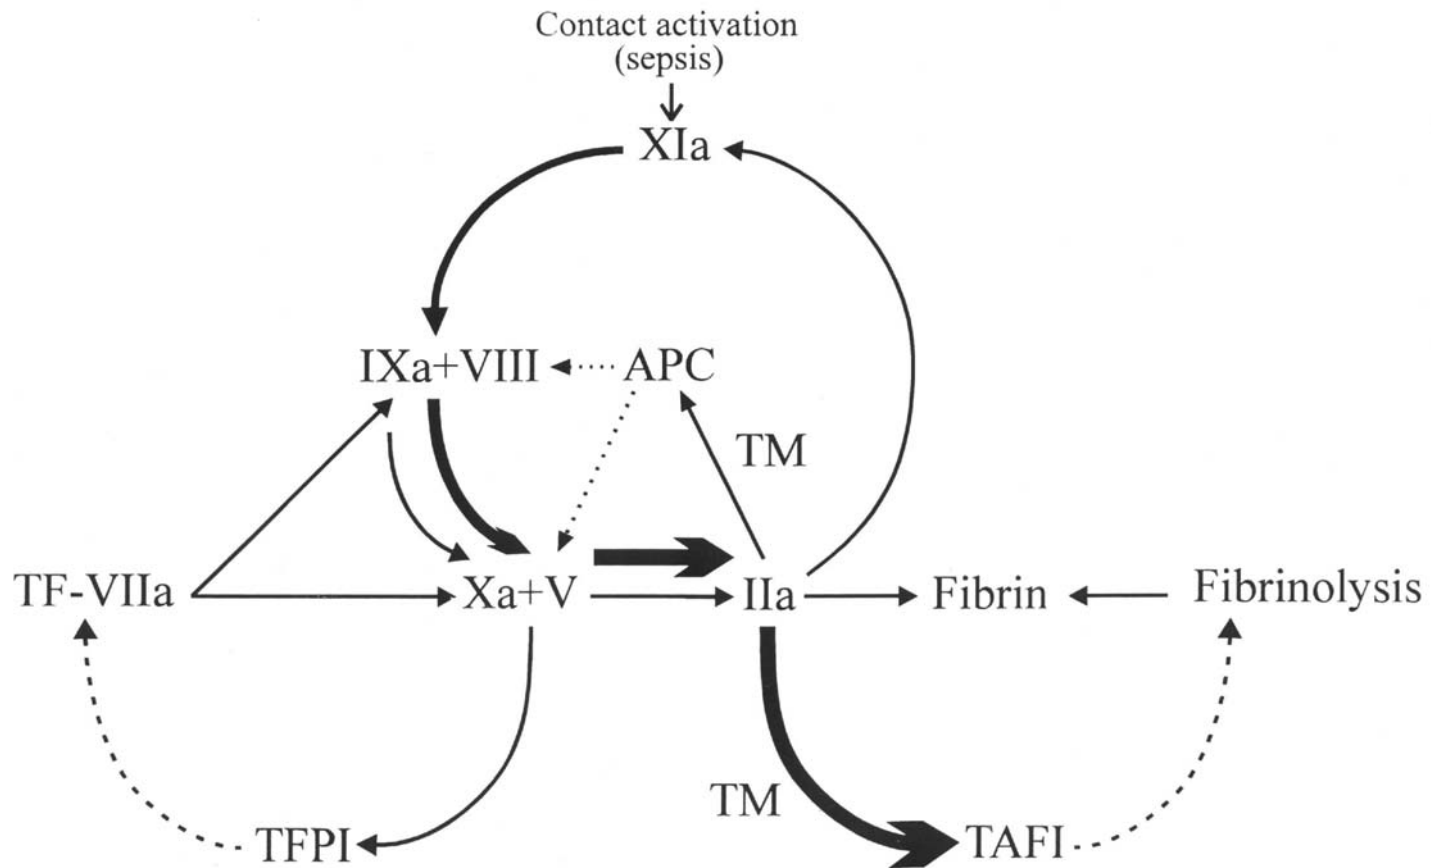 Contact activation
(sepsis)
XIa
IXa+VIII
APC
TM
TF-VIIa
Xa+V
IIa
Fibrin
Fibrinolysis
TM
TFPI
TAFI